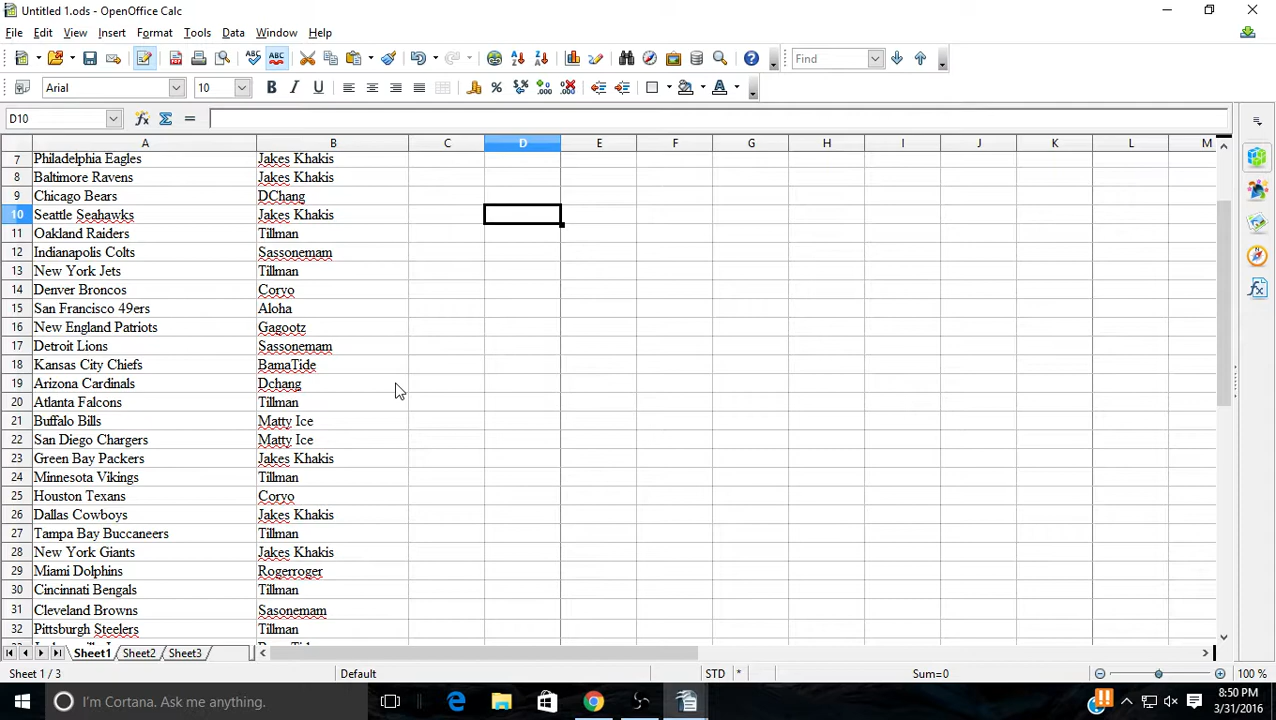 Untitled 1.ods - OpenOffice Calc
File Edit View Insert Format Tools Data Window Help
ABC ABC Find
Arial 10 B I U
D10
A B C D E F G H I J K L M
7 Philadelphia Eagles Jakes Khakis
8 Baltimore Ravens Jakes Khakis
9 Chicago Bears DChang
10 Seattle Seahawks Jakes Khakis
11 Oakland Raiders Tillman
12 Indianapolis Colts Sassonemam
13 New York Jets Tillman
14 Denver Broncos Coryo
15 San Francisco 49ers Aloha
16 New England Patriots Gagootz
17 Detroit Lions Sassonemam
18 Kansas City Chiefs BamaTide
19 Arizona Cardinals Dchang
20 Atlanta Falcons Tillman
21 Buffalo Bills Matty Ice
22 San Diego Chargers Matty Ice
23 Green Bay Packers Jakes Khakis
24 Minnesota Vikings Tillman
25 Houston Texans Coryo
26 Dallas Cowboys Jakes Khakis
27 Tampa Bay Buccaneers Tillman
28 New York Giants Jakes Khakis
29 Miami Dolphins Rogerroger
30 Cincinnati Bengals Tillman
31 Cleveland Browns Sasonemam
32 Pittsburgh Steelers Tillman
Sheet1 Sheet2 Sheet3
Sheet 1 / 3 Default STD * Sum=0 100 %
I'm Cortana. Ask me anything. 8:50 PM
3/31/2016